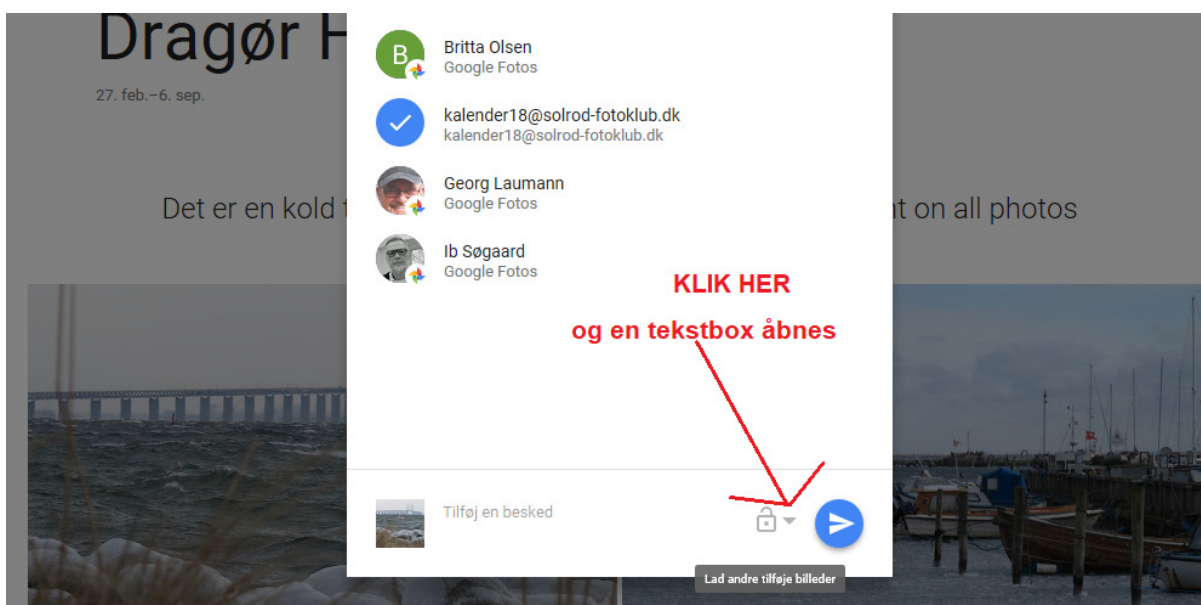 Dragør H
27. feb.–6. sep.
Det er en kold
nt on all photos
B
Britta Olsen
Google Fotos
kalender18@solrod-fotoklub.dk
kalender18@solrod-fotoklub.dk
Georg Laumann
Google Fotos
Ib Søgaard
Google Fotos
KLIK HER
og en tekstbox åbnes
Tilføj en besked
Lad andre tilføje billeder